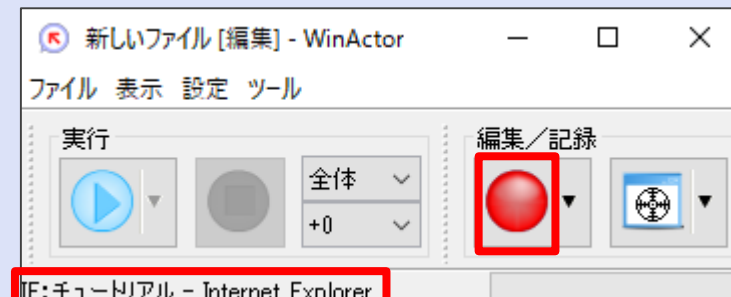 新しいファイル [編集] - WinActor
ファイル 表示 設定 ツール
実行
編集／記録
全体
+0
IE:チュートリアル - Internet Explorer